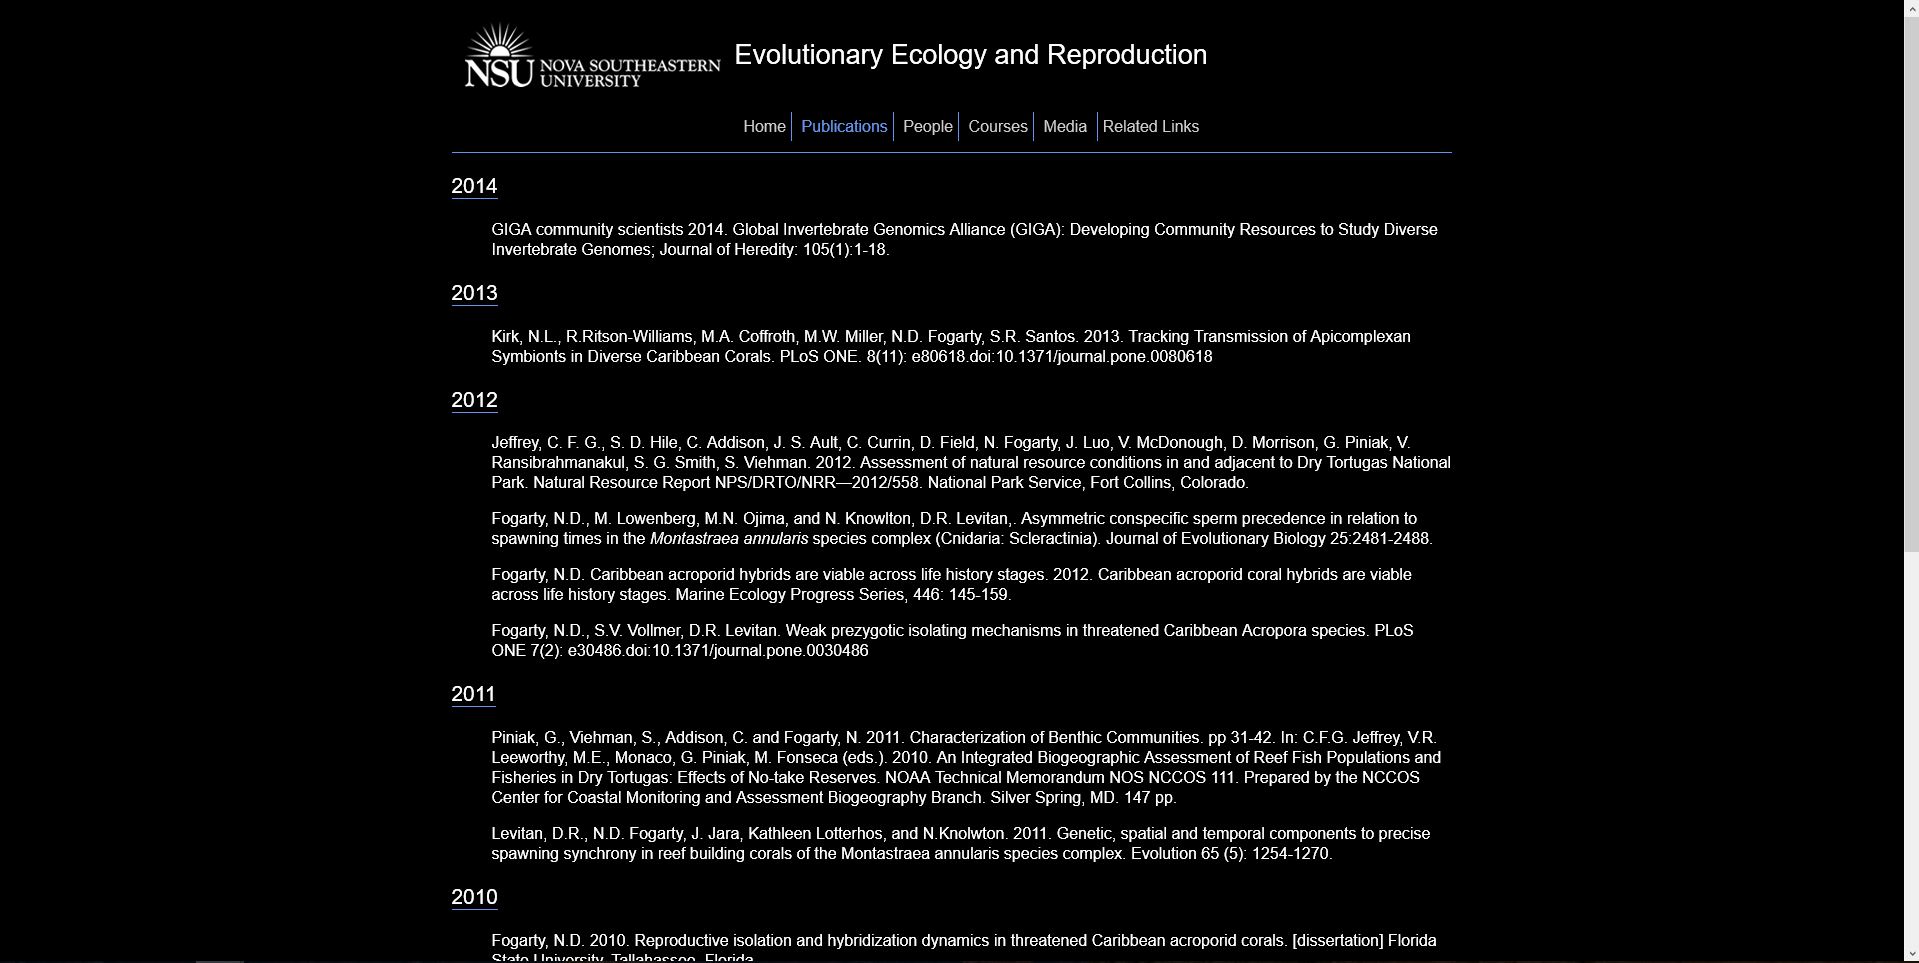 NSU NOVA SOUTHEASTERN
UNIVERSITY
Evolutionary Ecology and Reproduction
Home Publications People Courses Media Related Links
2014
GIGA community scientists 2014. Global Invertebrate Genomics Alliance (GIGA): Developing Community Resources to Study Diverse
Invertebrate Genomes; Journal of Heredity: 105(1):1-18.
2013
Kirk, N.L., R.Ritson-Williams, M.A. Coffroth, M.W. Miller, N.D. Fogarty, S.R. Santos. 2013. Tracking Transmission of Apicomplexan
Symbionts in Diverse Caribbean Corals. PLoS ONE. 8(11): e80618.doi:10.1371/journal.pone.0080618
2012
Jeffrey, C. F. G., S. D. Hile, C. Addison, J. S. Ault, C. Currin, D. Field, N. Fogarty, J. Luo, V. McDonough, D. Morrison, G. Piniak, V.
Ransibrahmanakul, S. G. Smith, S. Viehman. 2012. Assessment of natural resource conditions in and adjacent to Dry Tortugas National
Park. Natural Resource Report NPS/DRTO/NRR—2012/558. National Park Service, Fort Collins, Colorado.
Fogarty, N.D., M. Lowenberg, M.N. Ojima, and N. Knowlton, D.R. Levitan,. Asymmetric conspecific sperm precedence in relation to
spawning times in the Montastraea annularis species complex (Cnidaria: Scleractinia). Journal of Evolutionary Biology 25:2481-2488.
Fogarty, N.D. Caribbean acroporid hybrids are viable across life history stages. 2012. Caribbean acroporid coral hybrids are viable
across life history stages. Marine Ecology Progress Series, 446: 145-159.
Fogarty, N.D., S.V. Vollmer, D.R. Levitan. Weak prezygotic isolating mechanisms in threatened Caribbean Acropora species. PLoS
ONE 7(2): e30486.doi:10.1371/journal.pone.0030486
2011
Piniak, G., Viehman, S., Addison, C. and Fogarty, N. 2011. Characterization of Benthic Communities. pp 31-42. In: C.F.G. Jeffrey, V.R.
Leeworthy, M.E., Monaco, G. Piniak, M. Fonseca (eds.). 2010. An Integrated Biogeographic Assessment of Reef Fish Populations and
Fisheries in Dry Tortugas: Effects of No-take Reserves. NOAA Technical Memorandum NOS NCCOS 111. Prepared by the NCCOS
Center for Coastal Monitoring and Assessment Biogeography Branch. Silver Spring, MD. 147 pp.
Levitan, D.R., N.D. Fogarty, J. Jara, Kathleen Lotterhos, and N.Knolwton. 2011. Genetic, spatial and temporal components to precise
spawning synchrony in reef building corals of the Montastraea annularis species complex. Evolution 65 (5): 1254-1270.
2010
Fogarty, N.D. 2010. Reproductive isolation and hybridization dynamics in threatened Caribbean acroporid corals. [dissertation] Florida
State University, Tallahassee, Florida